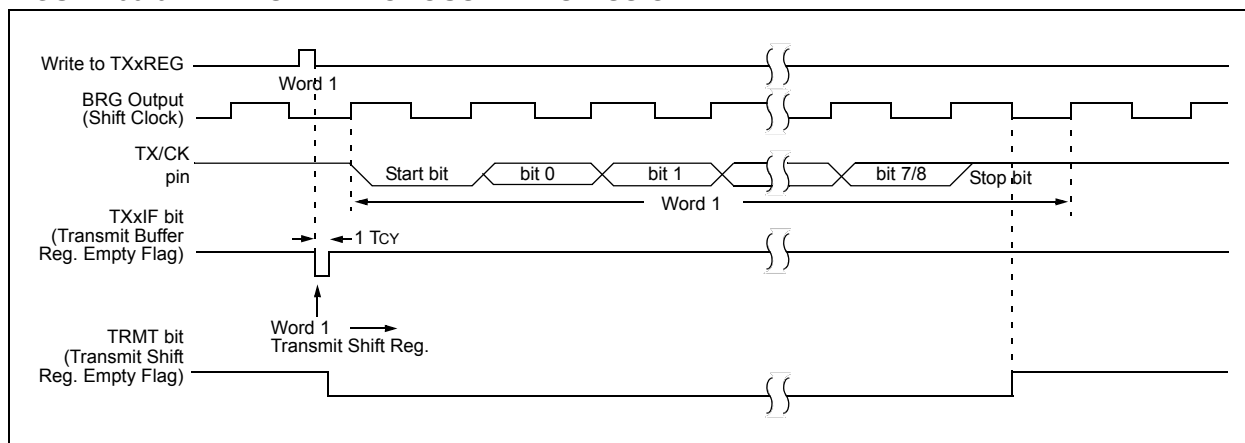 Write to TXxREG
Word 1
BRG Output
(Shift Clock)
TX/CK
pin
Start bit
bit 0
bit 1
bit 7/8
Stop bit
Word 1
TXxIF bit
(Transmit Buffer
Reg. Empty Flag)
1 TCY
Word 1
Transmit Shift Reg.
TRMT bit
(Transmit Shift
Reg. Empty Flag)